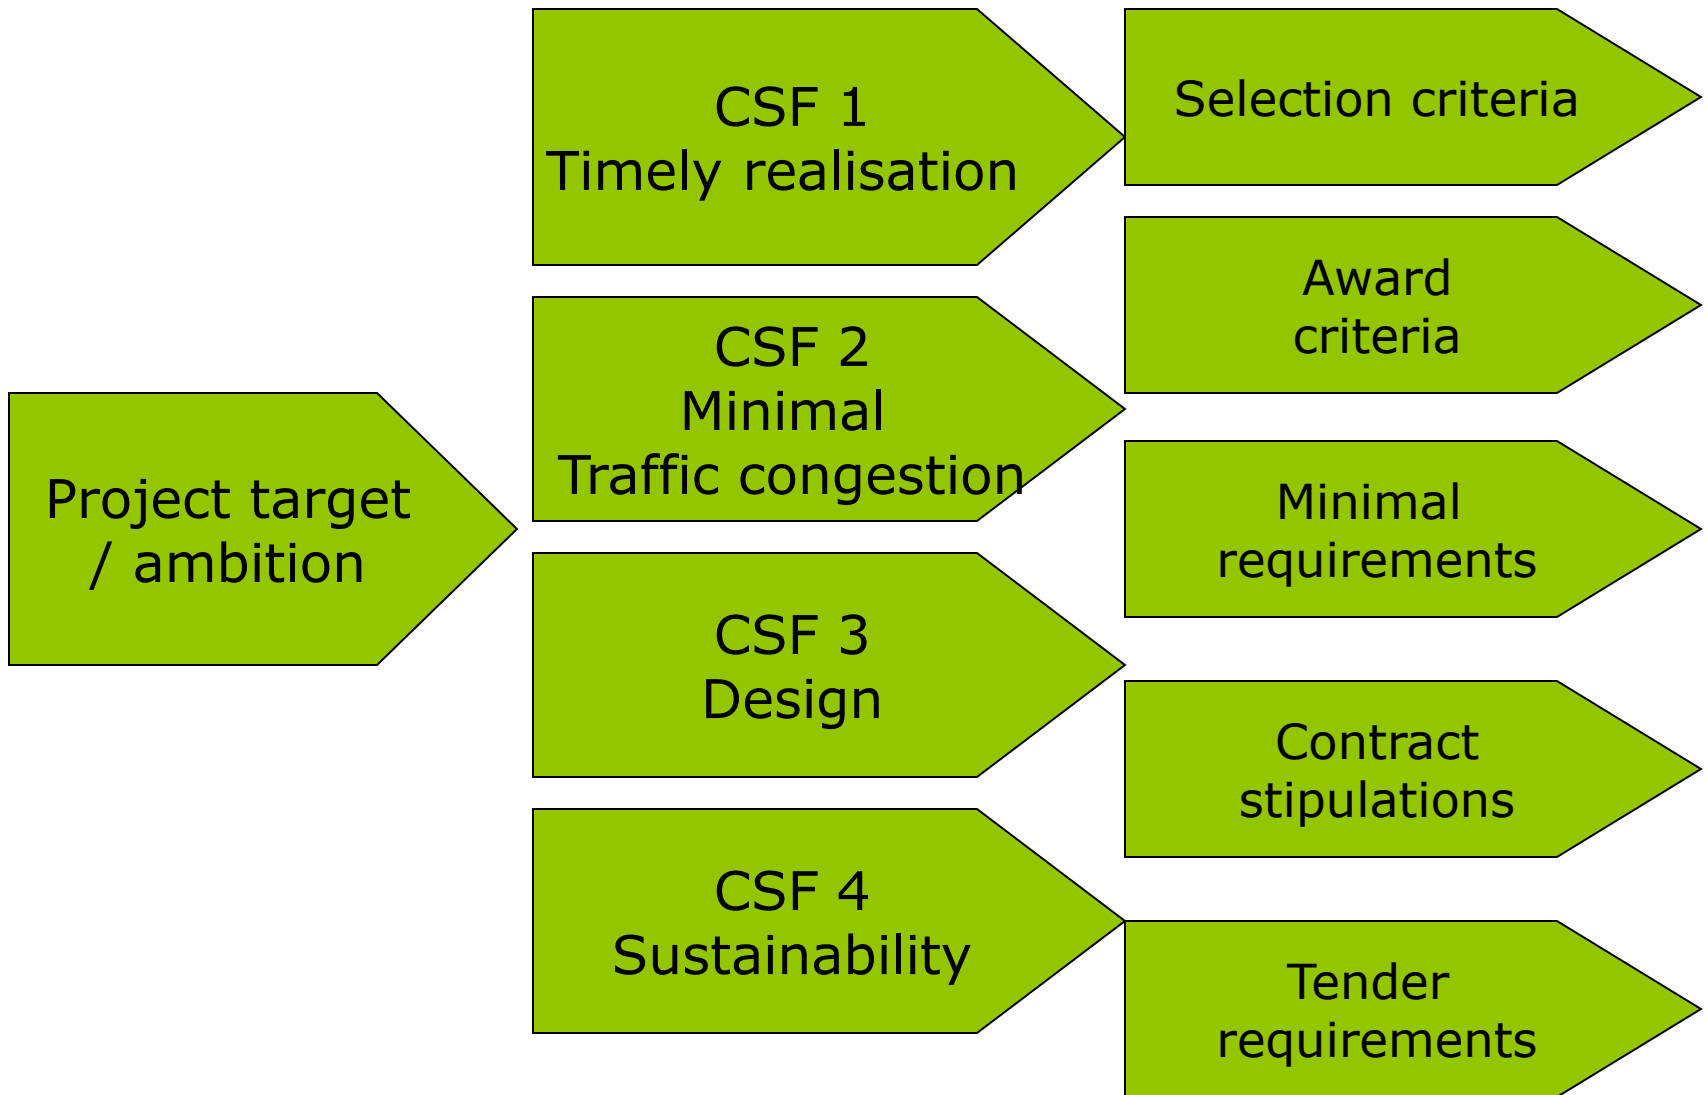 Project target
/ ambition
CSF 1
Timely realisation
CSF 2
Minimal
Traffic congestion
CSF 3
Design
CSF 4
Sustainability
Selection criteria
Award
criteria
Minimal
requirements
Contract
stipulations
Tender
requirements